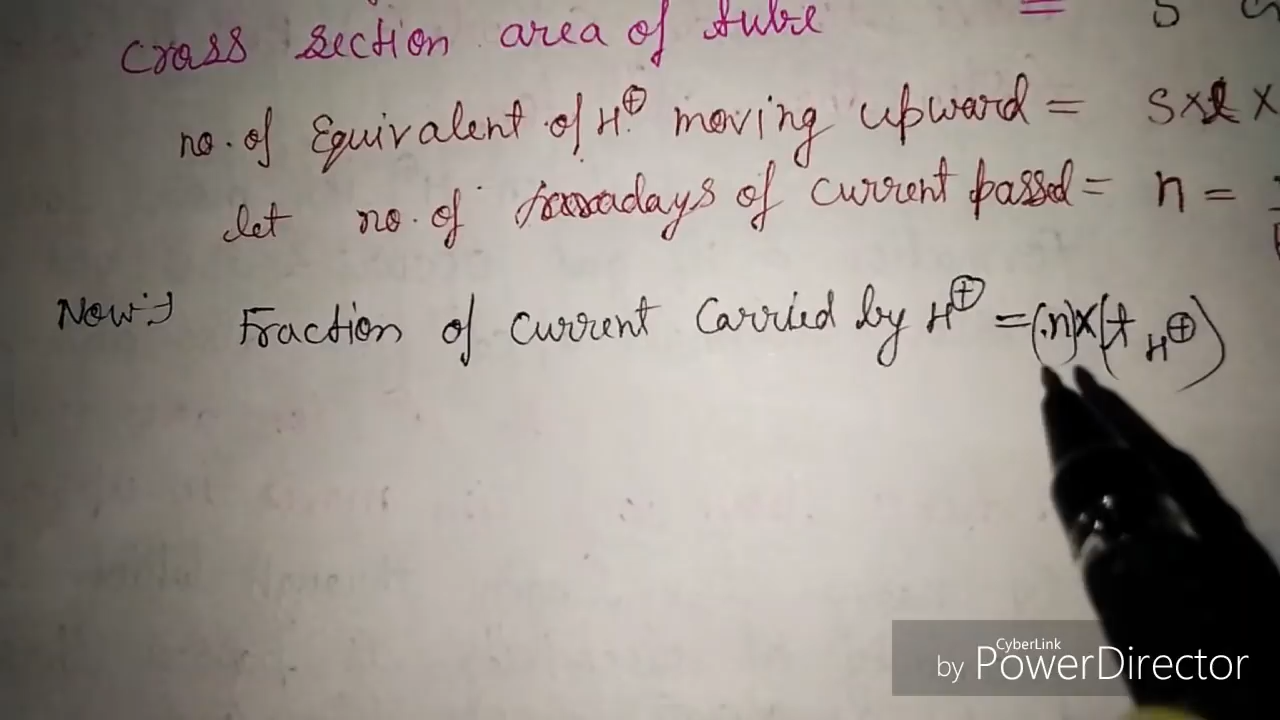 cross section area of tube = s
no. of Equivalent of H⊕ moving upward = s×l×
let no. of faradays of current passed = n =
Now:⇒ Fraction of current carried by H⊕ = (n)×(t H⊕)
CyberLink
by PowerDirector